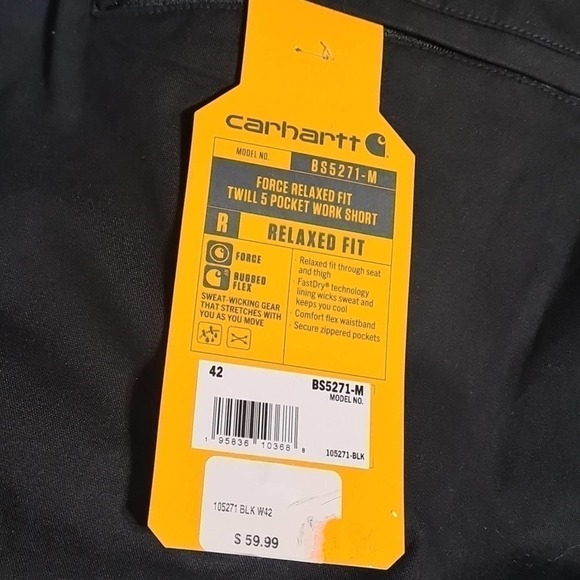 carhartt
MODEL NO. BS5271-M
FORCE RELAXED FIT
TWILL 5 POCKET WORK SHORT
R RELAXED FIT
FORCE
RUGGED
FLEX
SWEAT-WICKING GEAR
THAT STRETCHES WITH
YOU AS YOU MOVE
· Relaxed fit through seat
and thigh
· FastDry® technology
lining wicks sweat and
keeps you cool
· Comfort flex waistband
· Secure zippered pockets
42 BS5271-M
MODEL NO.
1 95836 10368 8
105271-BLK
105271 BLK W42
$ 59.99